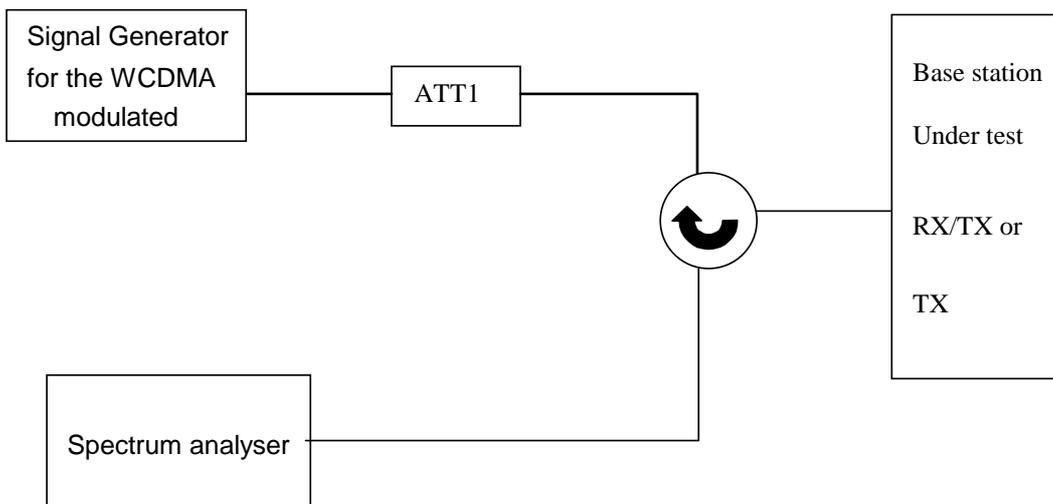 Signal Generator
for the WCDMA
modulated
ATT1
Base station
Under test
RX/TX or
TX
Spectrum analyser